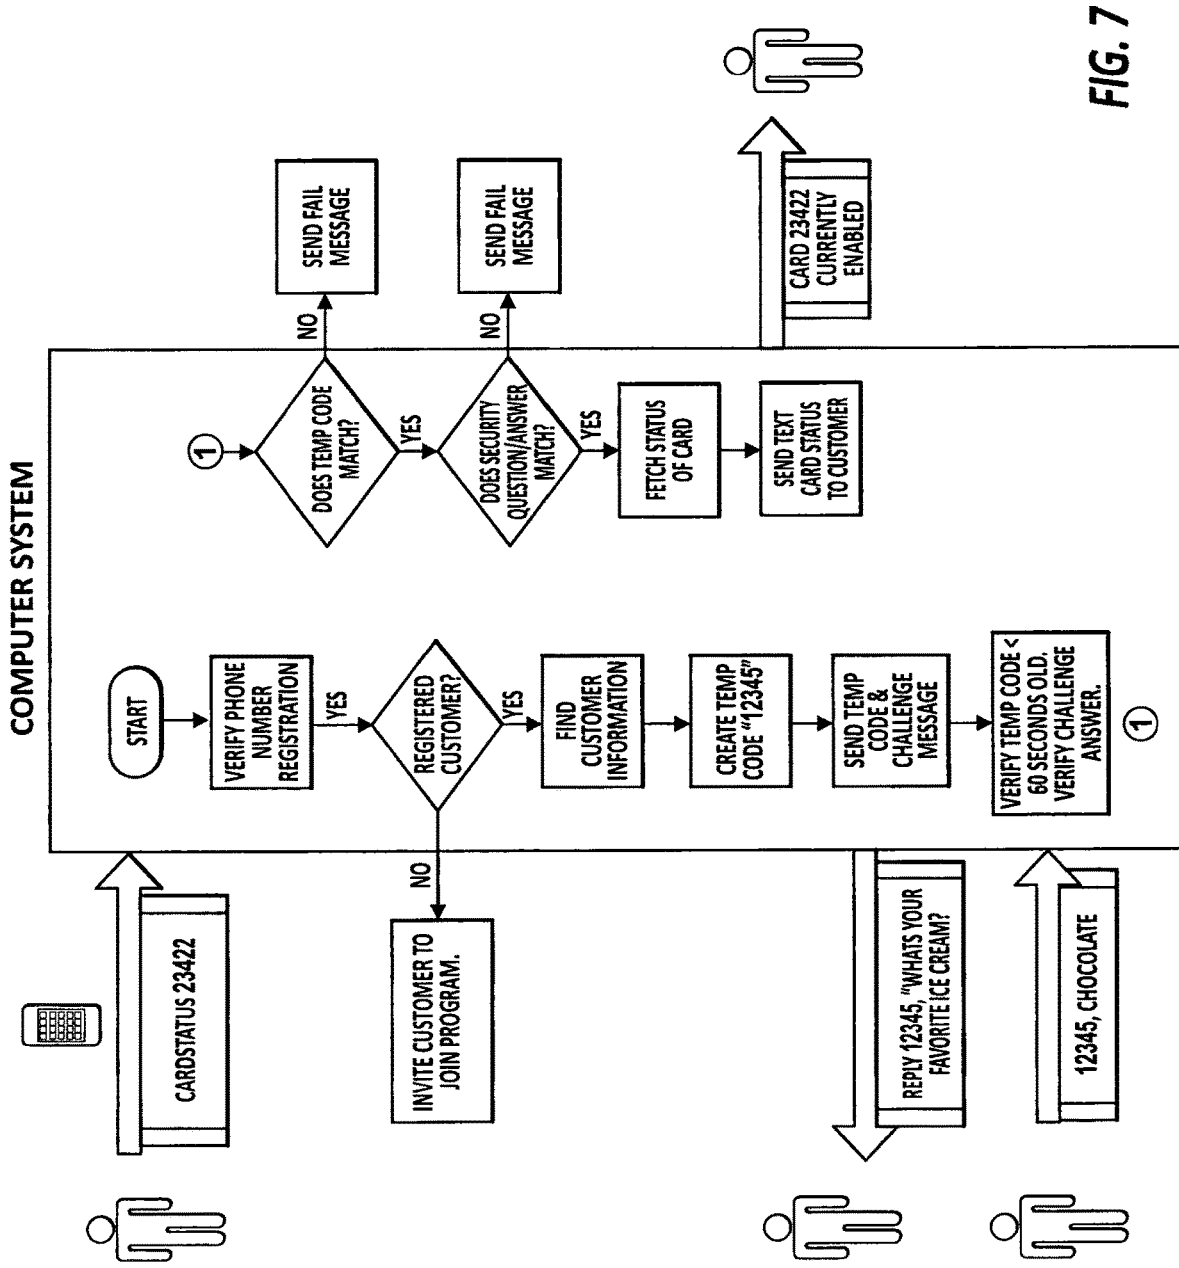 COMPUTER SYSTEM
CARDSTATUS 23422
START
VERIFY PHONE
NUMBER
REGISTRATION
YES
REGISTERED
CUSTOMER?
NO
INVITE CUSTOMER TO
JOIN PROGRAM.
YES
FIND
CUSTOMER
INFORMATION
CREATE TEMP
CODE "12345"
SEND TEMP
CODE &
CHALLENGE
MESSAGE
REPLY 12345, "WHATS YOUR
FAVORITE ICE CREAM?
12345, CHOCOLATE
VERIFY TEMP CODE <
60 SECONDS OLD.
VERIFY CHALLENGE
ANSWER.
1
1
DOES TEMP CODE
MATCH?
NO
SEND FAIL
MESSAGE
YES
DOES SECURITY
QUESTION/ANSWER
MATCH?
NO
SEND FAIL
MESSAGE
YES
FETCH STATUS
OF CARD
SEND TEXT
CARD STATUS
TO CUSTOMER
CARD 23422
CURRENTLY
ENABLED
FIG. 7